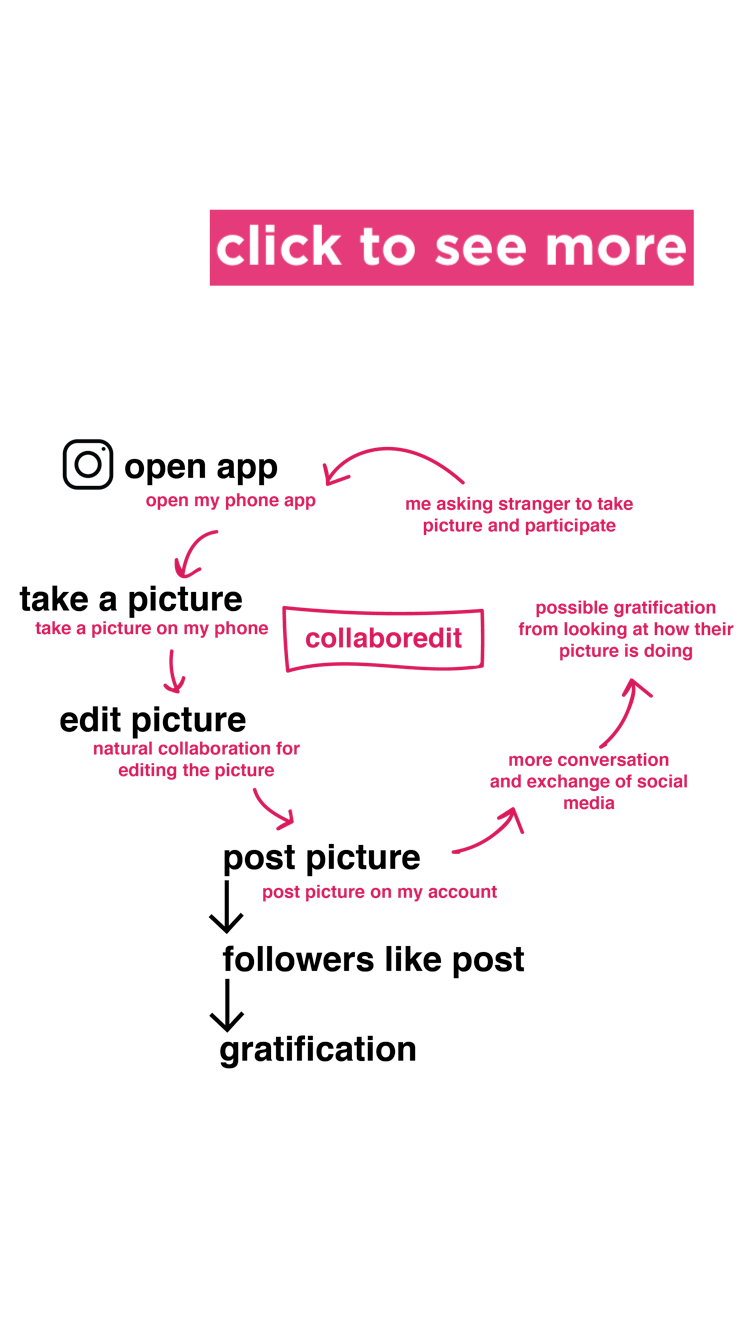 click to see more
open app
open my phone app
me asking stranger to take
picture and participate
take a picture
take a picture on my phone
collaboredit
possible gratification
from looking at how their
picture is doing
edit picture
natural collaboration for
editing the picture
more conversation
and exchange of social
media
post picture
post picture on my account
followers like post
gratification